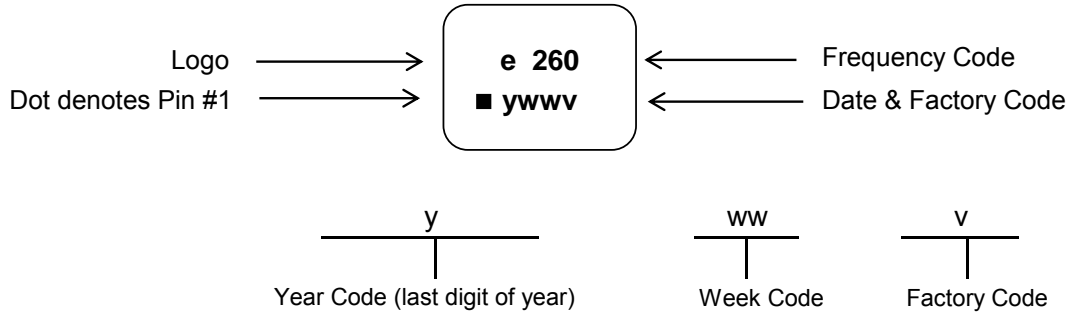 Logo e 260 Frequency Code
Dot denotes Pin #1 ■ ywwv Date & Factory Code
y ww v
Year Code (last digit of year) Week Code Factory Code